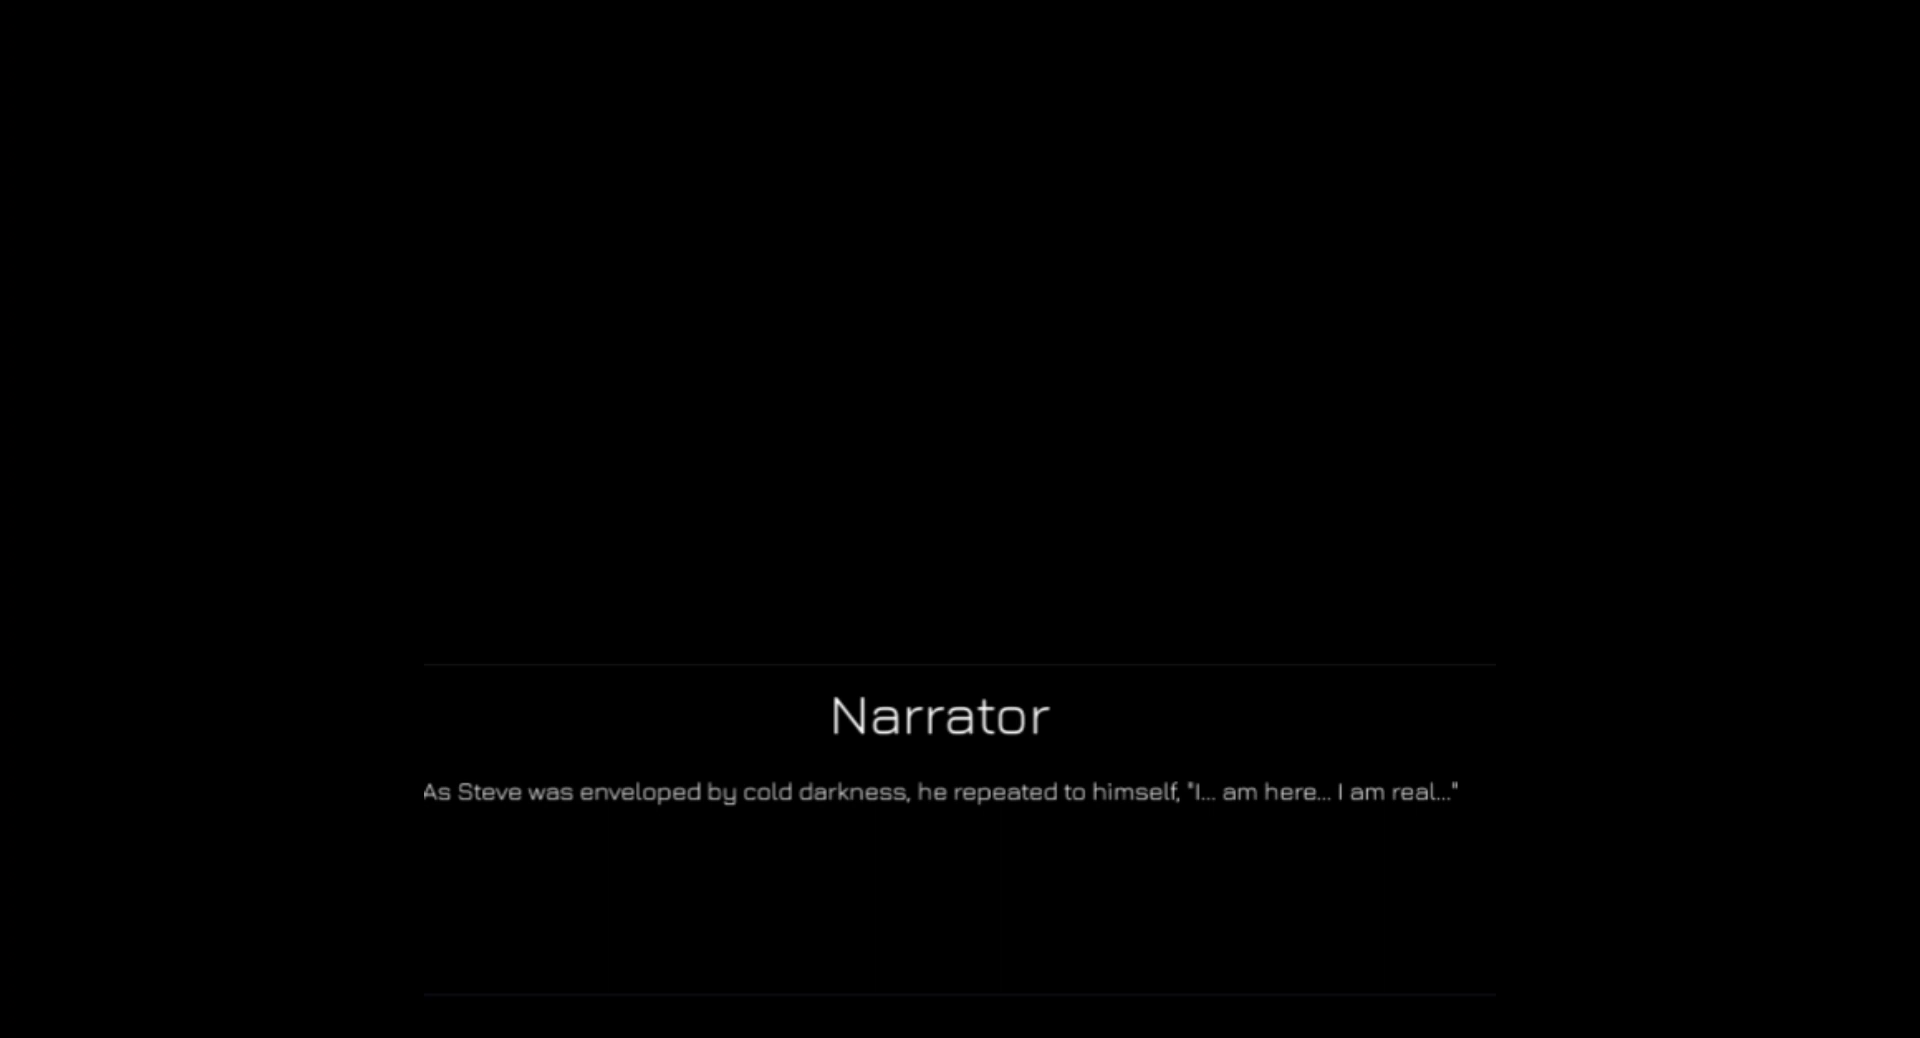 Narrator
As Steve was enveloped by cold darkness, he repeated to himself, "I... am here... I am real..."